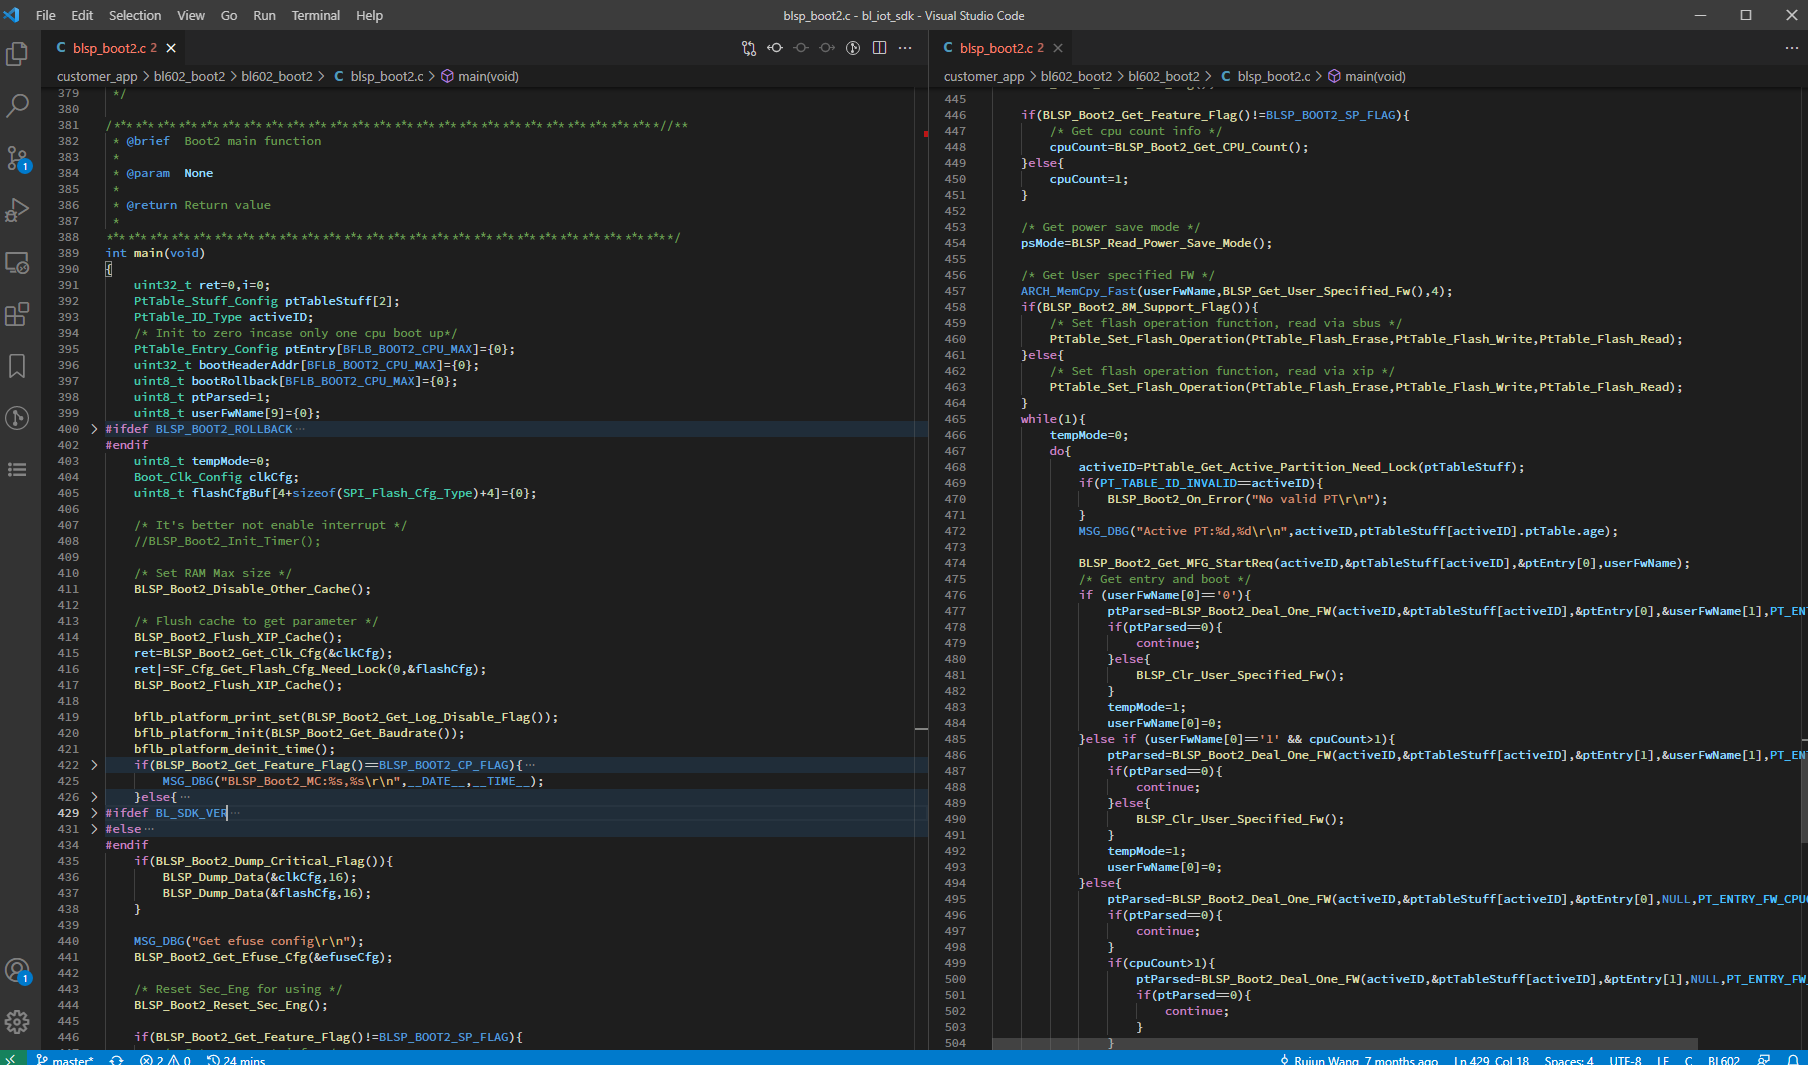 File Edit Selection View Go Run Terminal Help
blsp_boot2.c - bl_iot_sdk - Visual Studio Code
C blsp_boot2.c 2
customer_app > bl602_boot2 > bl602_boot2 > C blsp_boot2.c > main(void)
379 */
380
381
382 * @brief Boot2 main function
383 *
384 * @param None
385 *
386 * @return Return value
387 *
388
389 int main(void)
390 {
391 uint32_t ret=0,i=0;
392 PtTable_Stuff_Config ptTableStuff[2];
393 PtTable_ID_Type activeID;
394 /* Init to zero incase only one cpu boot up*/
395 PtTable_Entry_Config ptEntry[BFLB_BOOT2_CPU_MAX]={0};
396 uint32_t bootHeaderAddr[BFLB_BOOT2_CPU_MAX]={0};
397 uint8_t bootRollback[BFLB_BOOT2_CPU_MAX]={0};
398 uint8_t ptParsed=1;
399 uint8_t userFwName[9]={0};
400 > #ifdef BLSP_BOOT2_ROLLBACK ...
402 #endif
403 uint8_t tempMode=0;
404 Boot_Clk_Config clkCfg;
405 uint8_t flashCfgBuf[4+sizeof(SPI_Flash_Cfg_Type)+4]={0};
406
407 /* It's better not enable interrupt */
408 //BLSP_Boot2_Init_Timer();
409
410 /* Set RAM Max size */
411 BLSP_Boot2_Disable_Other_Cache();
412
413 /* Flush cache to get parameter */
414 BLSP_Boot2_Flush_XIP_Cache();
415 ret=BLSP_Boot2_Get_Clk_Cfg(&clkCfg);
416 ret|=SF_Cfg_Get_Flash_Cfg_Need_Lock(0,&flashCfg);
417 BLSP_Boot2_Flush_XIP_Cache();
418
419 bflb_platform_print_set(BLSP_Boot2_Get_Log_Disable_Flag());
420 bflb_platform_init(BLSP_Boot2_Get_Baudrate());
421 bflb_platform_deinit_time();
422 > if(BLSP_Boot2_Get_Feature_Flag()==BLSP_BOOT2_CP_FLAG){ ...
425 MSG_DBG("BLSP_Boot2_MC:%s,%s\r\n",__DATE__,__TIME__);
426 > }else{ ...
429 > #ifdef BL_SDK_VER ...
431 > #else ...
434 #endif
435 if(BLSP_Boot2_Dump_Critical_Flag()){
436 BLSP_Dump_Data(&clkCfg,16);
437 BLSP_Dump_Data(&flashCfg,16);
438 }
439
440 MSG_DBG("Get efuse config\r\n");
441 BLSP_Boot2_Get_Efuse_Cfg(&efuseCfg);
442
443 /* Reset Sec_Eng for using */
444 BLSP_Boot2_Reset_Sec_Eng();
445
446 if(BLSP_Boot2_Get_Feature_Flag()!=BLSP_BOOT2_SP_FLAG){
C blsp_boot2.c 2
customer_app > bl602_boot2 > bl602_boot2 > C blsp_boot2.c > main(void)
445
446 if(BLSP_Boot2_Get_Feature_Flag()!=BLSP_BOOT2_SP_FLAG){
447 /* Get cpu count info */
448 cpuCount=BLSP_Boot2_Get_CPU_Count();
449 }else{
450 cpuCount=1;
451 }
452
453 /* Get power save mode */
454 psMode=BLSP_Read_Power_Save_Mode();
455
456 /* Get User specified FW */
457 ARCH_MemCpy_Fast(userFwName,BLSP_Get_User_Specified_Fw(),4);
458 if(BLSP_Boot2_8M_Support_Flag()){
459 /* Set flash operation function, read via sbus */
460 PtTable_Set_Flash_Operation(PtTable_Flash_Erase,PtTable_Flash_Write,PtTable_Flash_Read);
461 }else{
462 /* Set flash operation function, read via xip */
463 PtTable_Set_Flash_Operation(PtTable_Flash_Erase,PtTable_Flash_Write,PtTable_Flash_Read);
464 }
465 while(1){
466 tempMode=0;
467 do{
468 activeID=PtTable_Get_Active_Partition_Need_Lock(ptTableStuff);
469 if(PT_TABLE_ID_INVALID==activeID){
470 BLSP_Boot2_On_Error("No valid PT\r\n");
471 }
472 MSG_DBG("Active PT:%d,%d\r\n",activeID,ptTableStuff[activeID].ptTable.age);
473
474 BLSP_Boot2_Get_MFG_StartReq(activeID,&ptTableStuff[activeID],&ptEntry[0],userFwName);
475 /* Get entry and boot */
476 if (userFwName[0]=='0'){
477 ptParsed=BLSP_Boot2_Deal_One_FW(activeID,&ptTableStuff[activeID],&ptEntry[0],&userFwName[1],PT_EN
478 if(ptParsed==0){
479 continue;
480 }else{
481 BLSP_Clr_User_Specified_Fw();
482 }
483 tempMode=1;
484 userFwName[0]=0;
485 }else if (userFwName[0]=='1' && cpuCount>1){
486 ptParsed=BLSP_Boot2_Deal_One_FW(activeID,&ptTableStuff[activeID],&ptEntry[1],&userFwName[1],PT_E
487 if(ptParsed==0){
488 continue;
489 }else{
490 BLSP_Clr_User_Specified_Fw();
491 }
492 tempMode=1;
493 userFwName[0]=0;
494 }else{
495 ptParsed=BLSP_Boot2_Deal_One_FW(activeID,&ptTableStuff[activeID],&ptEntry[0],NULL,PT_ENTRY_FW_CPU
496 if(ptParsed==0){
497 continue;
498 }
499 if(cpuCount>1){
500 ptParsed=BLSP_Boot2_Deal_One_FW(activeID,&ptTableStuff[activeID],&ptEntry[1],NULL,PT_ENTRY_FW
501 if(ptParsed==0){
502 continue;
503 }
504 }
master* 2 0 24 mins Ruijun Wang, 7 months ago Ln 429, Col 18 Spaces: 4 UTF-8 LF C BL602